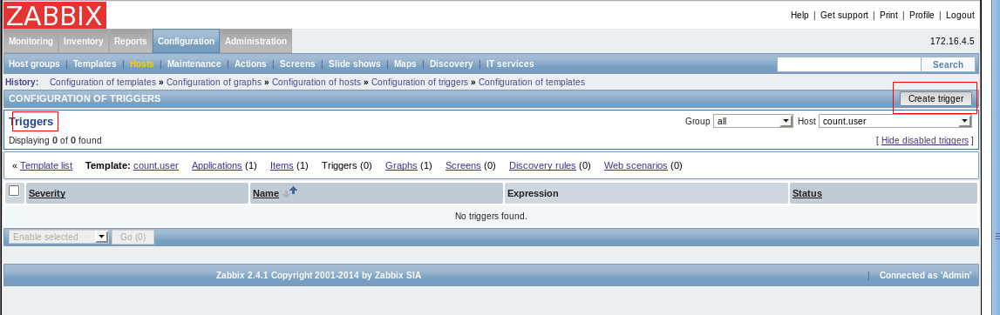 ZABBIX
Help | Get support | Print | Profile | Logout
Monitoring Inventory Reports Configuration Administration 172.16.4.5
Host groups | Templates | Hosts | Maintenance | Actions | Screens | Slide shows | Maps | Discovery | IT services Search
History: Configuration of templates » Configuration of graphs » Configuration of hosts » Configuration of triggers » Configuration of templates
CONFIGURATION OF TRIGGERS Create trigger
Triggers Group all Host count.user
Displaying 0 of 0 found [ Hide disabled triggers ]
« Template list Template: count.user Applications (1) Items (1) Triggers (0) Graphs (1) Screens (0) Discovery rules (0) Web scenarios (0)
Severity Name Expression Status
No triggers found.
Enable selected Go (0)
Zabbix 2.4.1 Copyright 2001-2014 by Zabbix SIA | Connected as 'Admin'